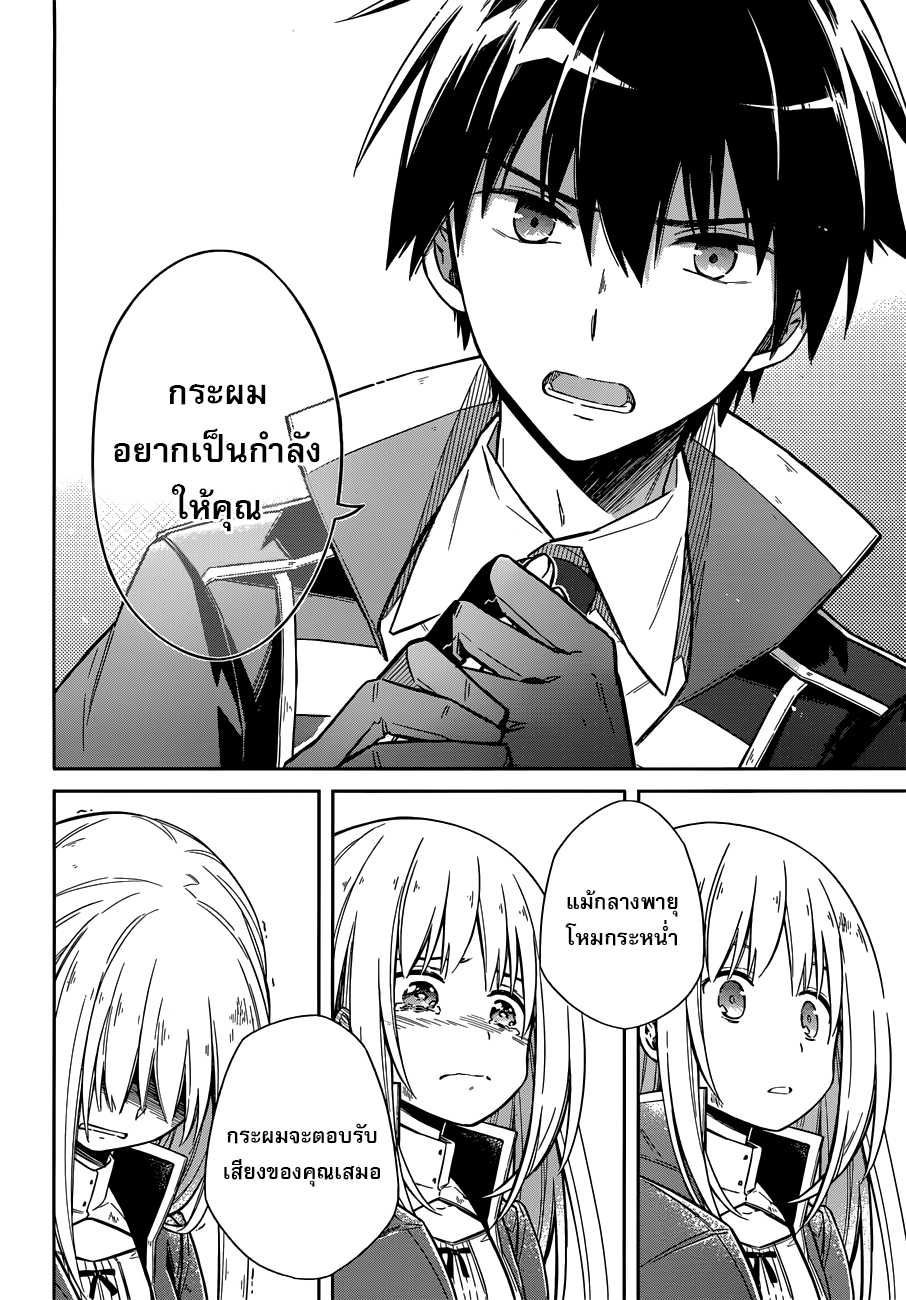 กระผม
อยากเป็นกำลัง
ให้คุณ
แม้กลางพายุ
โหมกระหน่ำ
กระผมจะตอบรับ
เสียงของคุณเสมอ